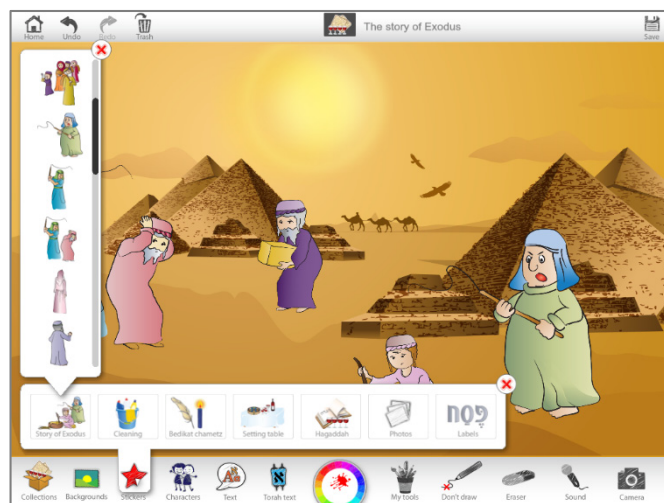 Home Undo Redo Trash The story of Exodus Save
Story of Exodus Cleaning Bedikat chametz Setting table Hagaddah Photos פֶּסַח Labels
Collections Backgrounds Stickers Characters Text Torah text My tools Don't draw Eraser Sound Camera